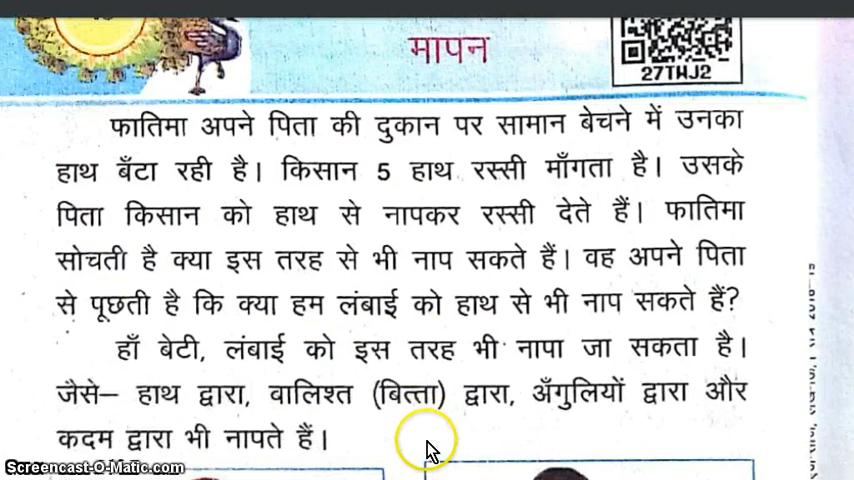 मापन
27TWJ2
फातिमा अपने पिता की दुकान पर सामान बेचने में उनका
हाथ बँटा रही है। किसान 5 हाथ रस्सी माँगता है। उसके
पिता किसान को हाथ से नापकर रस्सी देते हैं। फातिमा
सोचती है क्या इस तरह से भी नाप सकते हैं। वह अपने पिता
से पूछती है कि क्या हम लंबाई को हाथ से भी नाप सकते हैं?
हाँ बेटी, लंबाई को इस तरह भी नापा जा सकता है।
जैसे– हाथ द्वारा, वालिश्त (बित्ता) द्वारा, अँगुलियों द्वारा और
कदम द्वारा भी नापते हैं।
Screencast-O-Matic.com